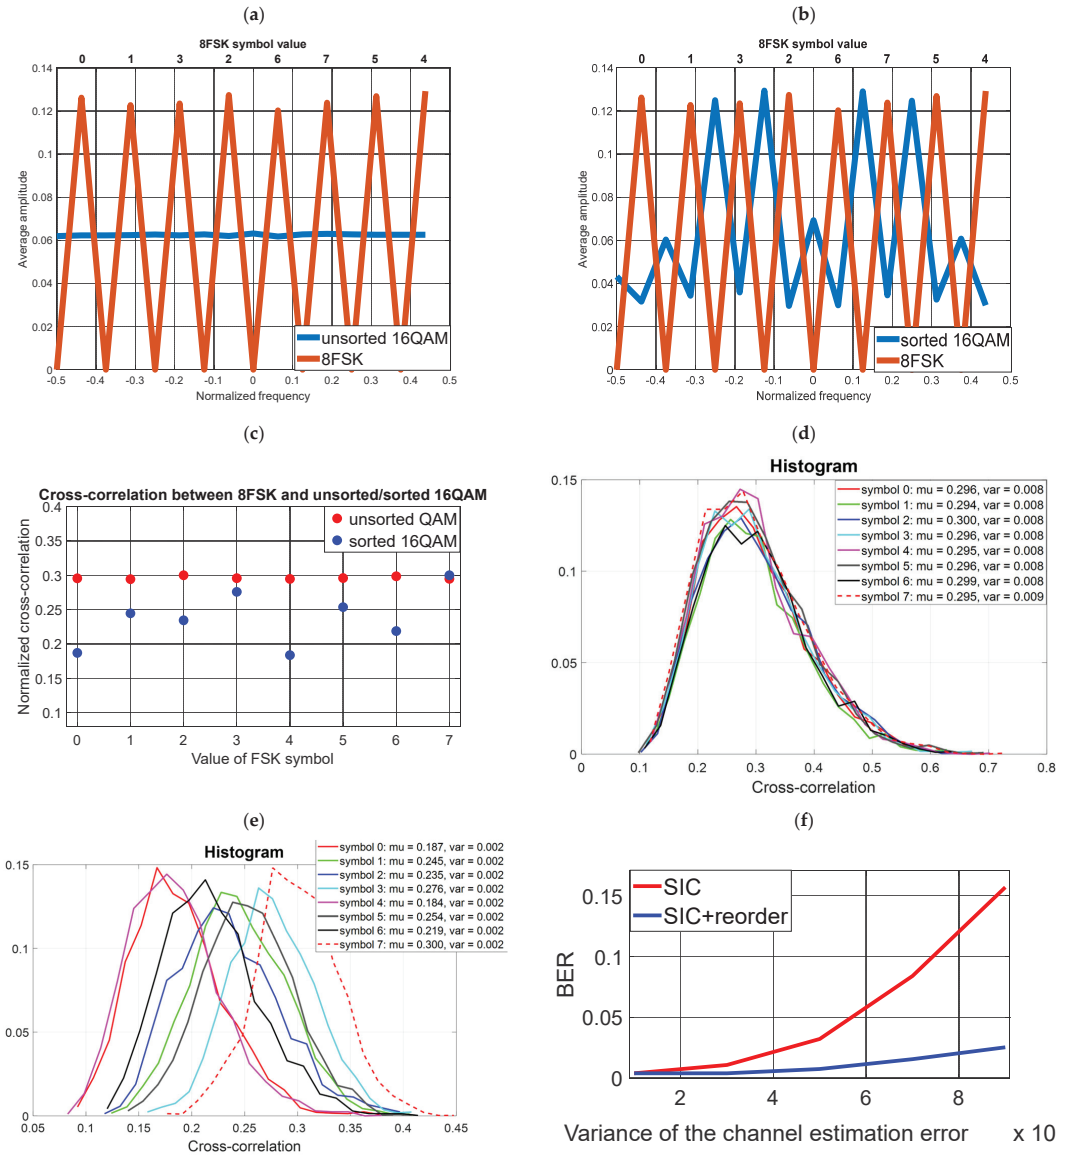 (a)
8FSK symbol value
0 1 3 2 6 7 5 4
0.14
0.12
0.1
0.08
0.06
0.04
0.02
0
Average amplitude
unsorted 16QAM
8FSK
-0.5 -0.4 -0.3 -0.2 -0.1 0 0.1 0.2 0.3 0.4 0.5
Normalized frequency
(b)
8FSK symbol value
0 1 3 2 6 7 5 4
0.14
0.12
0.1
0.08
0.06
0.04
0.02
0
Average amplitude
sorted 16QAM
8FSK
-0.5 -0.4 -0.3 -0.2 -0.1 0 0.1 0.2 0.3 0.4 0.5
Normalized frequency
(c)
Cross-correlation between 8FSK and unsorted/sorted 16QAM
0.4
0.35
0.3
0.25
0.2
0.15
0.1
Normalized cross-correlation
unsorted QAM
sorted 16QAM
0 1 2 3 4 5 6 7
Value of FSK symbol
(d)
Histogram
0.15
0.1
0.05
0
symbol 0: mu = 0.296, var = 0.008
symbol 1: mu = 0.294, var = 0.008
symbol 2: mu = 0.300, var = 0.008
symbol 3: mu = 0.296, var = 0.008
symbol 4: mu = 0.295, var = 0.008
symbol 5: mu = 0.296, var = 0.008
symbol 6: mu = 0.299, var = 0.008
symbol 7: mu = 0.295, var = 0.009
0 0.1 0.2 0.3 0.4 0.5 0.6 0.7 0.8
Cross-correlation
(e)
Histogram
0.15
0.1
0.05
0
symbol 0: mu = 0.187, var = 0.002
symbol 1: mu = 0.245, var = 0.002
symbol 2: mu = 0.235, var = 0.002
symbol 3: mu = 0.276, var = 0.002
symbol 4: mu = 0.184, var = 0.002
symbol 5: mu = 0.254, var = 0.002
symbol 6: mu = 0.219, var = 0.002
symbol 7: mu = 0.300, var = 0.002
0.05 0.1 0.15 0.2 0.25 0.3 0.35 0.4 0.45
Cross-correlation
(f)
0.15
0.1
0.05
0
BER
SIC
SIC+reorder
2 4 6 8
Variance of the channel estimation error x 10